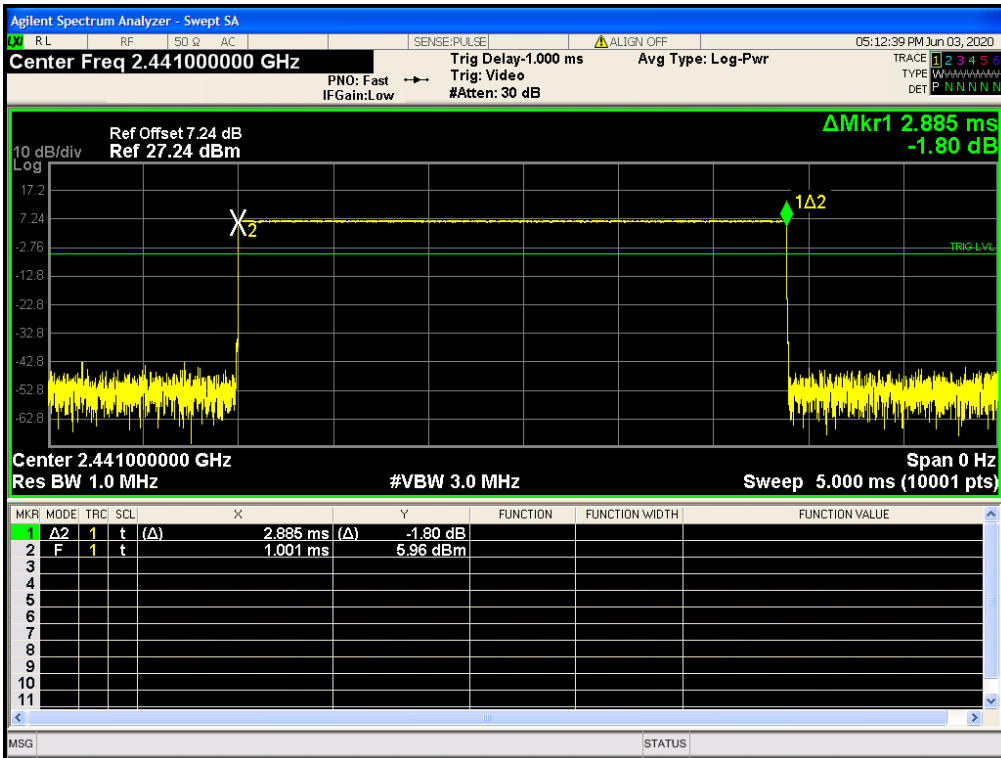 Agilent Spectrum Analyzer - Swept SA
LXI RL RF 50 Ω AC SENSE:PULSE ALIGN OFF 05:12:39 PM Jun 03, 2020
Center Freq 2.441000000 GHz Trig Delay-1.000 ms Avg Type: Log-Pwr TRACE 1 2 3 4 5 6
PNO: Fast Trig: Video TYPE WWWWWW
IFGain:Low #Atten: 30 dB DET P N N N N N
ΔMkr1 2.885 ms
-1.80 dB
Ref Offset 7.24 dB
10 dB/div Ref 27.24 dBm
Log
17.2
1Δ2
7.24
2
-2.76
TRIG LVL
-12.8
-22.8
-32.8
-42.8
-52.8
-62.8
Center 2.441000000 GHz Span 0 Hz
Res BW 1.0 MHz #VBW 3.0 MHz Sweep 5.000 ms (10001 pts)
MKR MODE TRC SCL X Y FUNCTION FUNCTION WIDTH FUNCTION VALUE
1 Δ2 1 t (Δ) 2.885 ms (Δ) -1.80 dB
2 F 1 t 1.001 ms 5.96 dBm
3
4
5
6
7
8
9
10
11
MSG STATUS